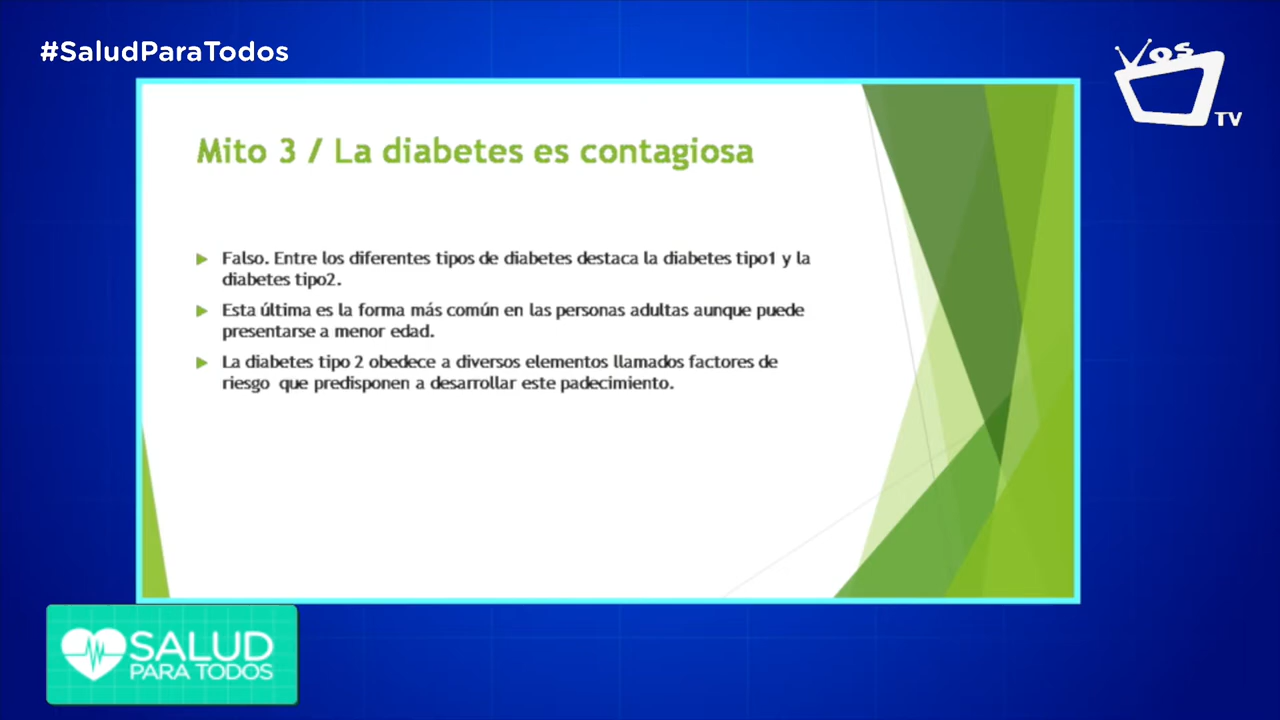 #SaludParaTodos
VOS
TV
Mito 3 / La diabetes es contagiosa
Falso. Entre los diferentes tipos de diabetes destaca la diabetes tipo1 y la
diabetes tipo2.
Esta última es la forma más común en las personas adultas aunque puede
presentarse a menor edad.
La diabetes tipo 2 obedece a diversos elementos llamados factores de
riesgo que predisponen a desarrollar este padecimiento.
SALUD
PARA TODOS